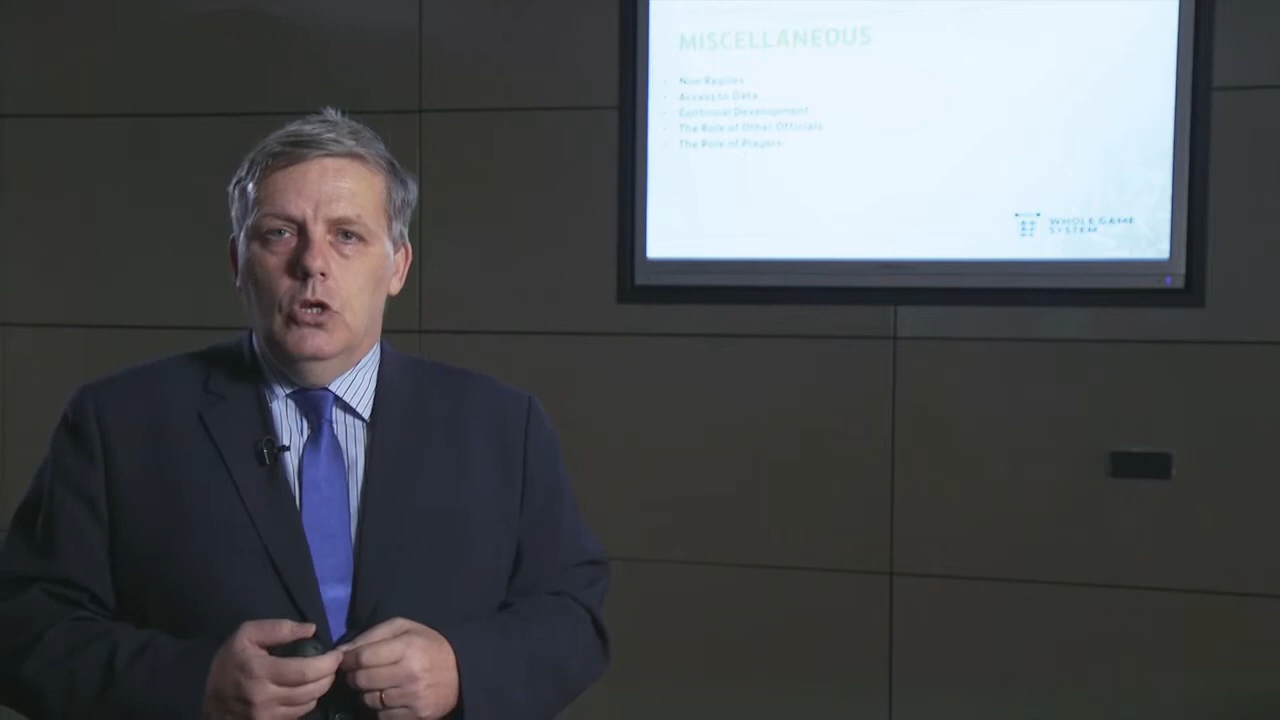 MISCELLANEOUS
- Non Replies
- Access to Data
- Continual Development
- The Role of Other Officials
- The Role of Players
WHOLE GAME
SYSTEM